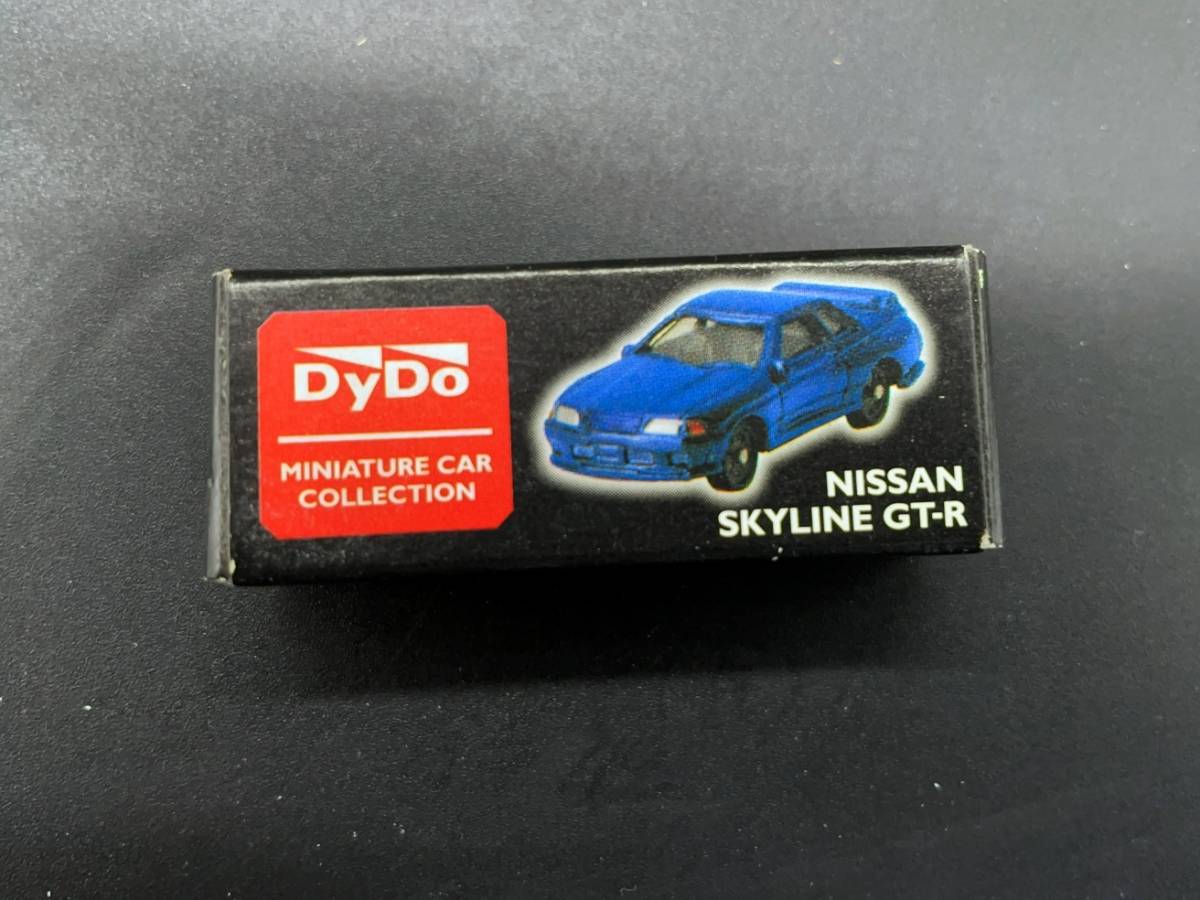 DyDo
MINIATURE CAR
COLLECTION
NISSAN
SKYLINE GT-R